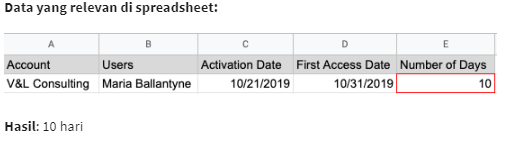 Data yang relevan di spreadsheet:
A B C D E
Account Users Activation Date First Access Date Number of Days
V&L Consulting Maria Ballantyne 10/21/2019 10/31/2019 10
Hasil: 10 hari